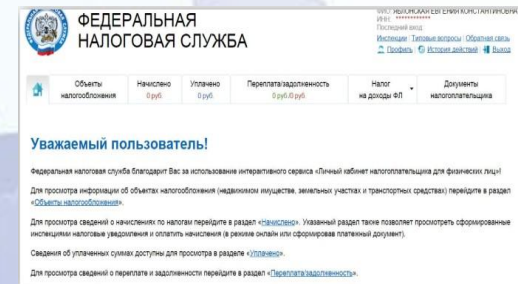 ФЕДЕРАЛЬНАЯ
НАЛОГОВАЯ СЛУЖБА
ФИО: ЯБЛОНСКАЯ ЕВГЕНИЯ КОНСТАНТИНОВНА
ИНН: ************
Последний вход:
Инспекции | Типовые вопросы | Обратная связь
Профиль | История действий | Выход
Объекты налогообложения
Начислено
0 руб.
Уплачено
0 руб.
Переплата/задолженность
0 руб./0 руб.
Налог на доходы ФЛ
Документы налогоплательщика
Уважаемый пользователь!
Федеральная налоговая служба благодарит Вас за использование интерактивного сервиса «Личный кабинет налогоплательщика для физических лиц»!
Для просмотра информации об объектах налогообложения (недвижимом имуществе, земельных участках и транспортных средствах) перейдите в раздел
«Объекты налогообложения».
Для просмотра сведений о начислениях по налогам перейдите в раздел «Начислено». Указанный раздел также позволяет просмотреть сформированные
инспекциями налоговые уведомления и оплатить начисления (в режиме онлайн или сформировав платежный документ).
Сведения об уплаченных суммах доступны для просмотра в разделе «Уплачено».
Для просмотра сведений о переплате и задолженности перейдите в раздел «Переплата/задолженность».